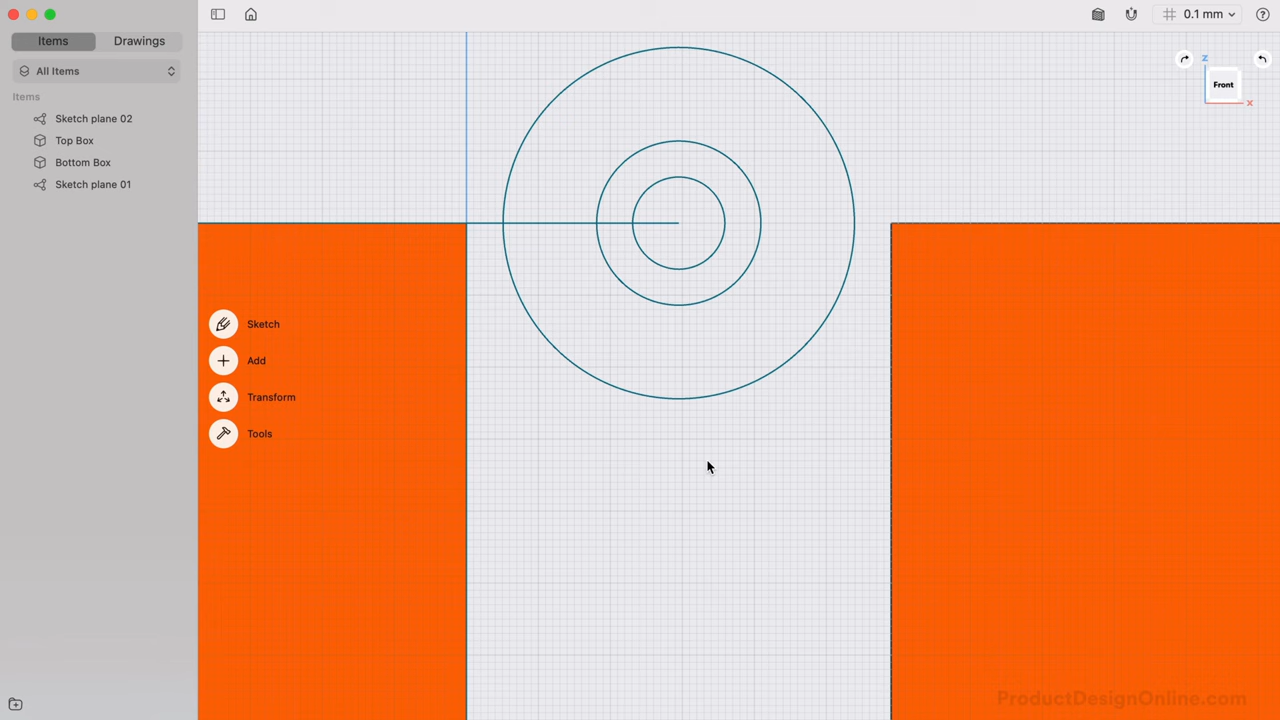 0.1 mm
Items
Drawings
All Items
Items
Sketch plane 02
Top Box
Bottom Box
Sketch plane 01
Z
Front
X
Sketch
Add
Transform
Tools
ProductDesignOnline.com